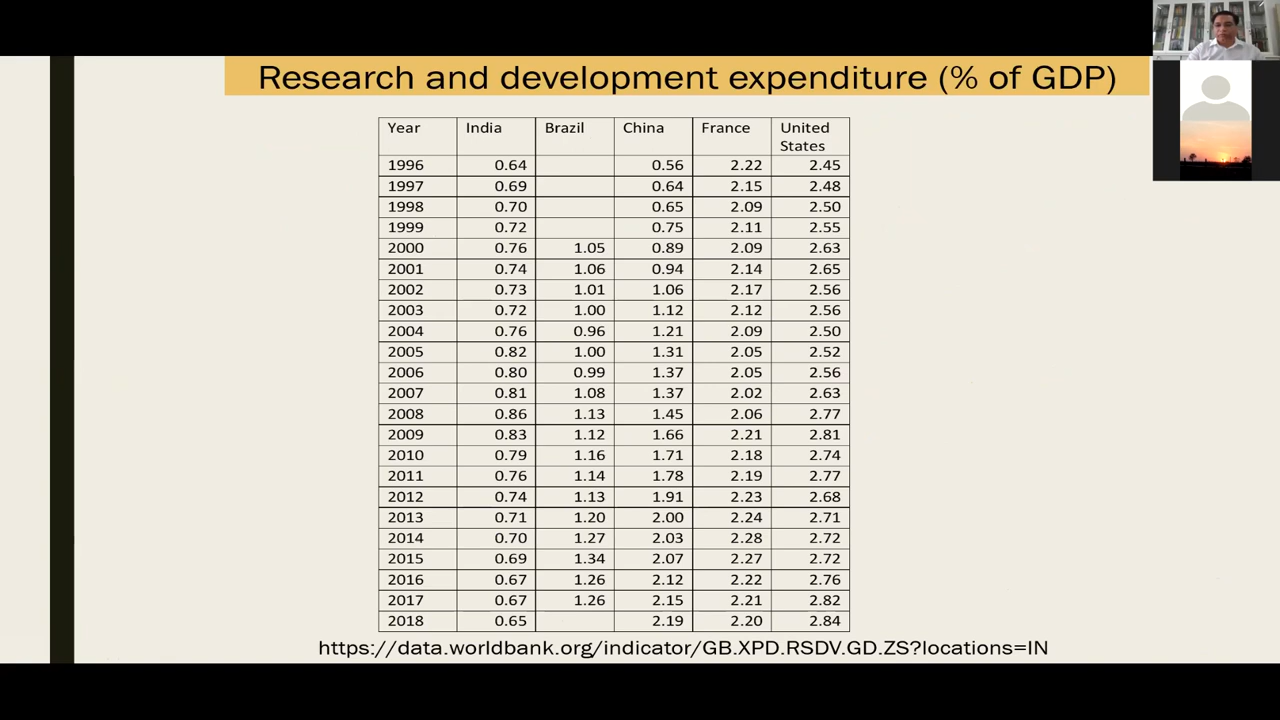 Research and development expenditure (% of GDP)
Year India Brazil China France United States
1996 0.64 0.56 2.22 2.45
1997 0.69 0.64 2.15 2.48
1998 0.70 0.65 2.09 2.50
1999 0.72 0.75 2.11 2.55
2000 0.76 1.05 0.89 2.09 2.63
2001 0.74 1.06 0.94 2.14 2.65
2002 0.73 1.01 1.06 2.17 2.56
2003 0.72 1.00 1.12 2.12 2.56
2004 0.76 0.96 1.21 2.09 2.50
2005 0.82 1.00 1.31 2.05 2.52
2006 0.80 0.99 1.37 2.05 2.56
2007 0.81 1.08 1.37 2.02 2.63
2008 0.86 1.13 1.45 2.06 2.77
2009 0.83 1.12 1.66 2.21 2.81
2010 0.79 1.16 1.71 2.18 2.74
2011 0.76 1.14 1.78 2.19 2.77
2012 0.74 1.13 1.91 2.23 2.68
2013 0.71 1.20 2.00 2.24 2.71
2014 0.70 1.27 2.03 2.28 2.72
2015 0.69 1.34 2.07 2.27 2.72
2016 0.67 1.26 2.12 2.22 2.76
2017 0.67 1.26 2.15 2.21 2.82
2018 0.65 2.19 2.20 2.84
https://data.worldbank.org/indicator/GB.XPD.RSDV.GD.ZS?locations=IN